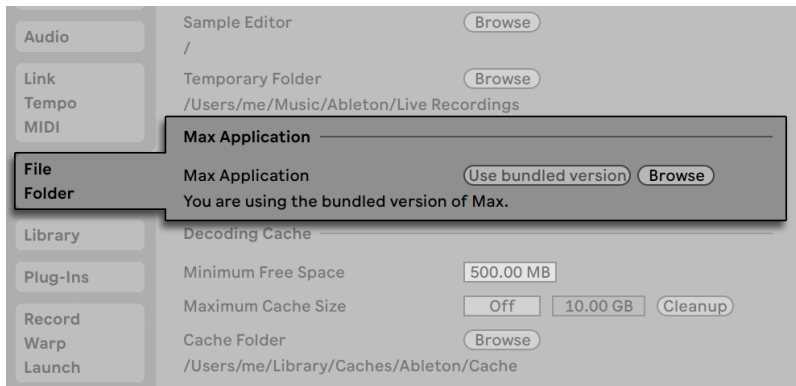 Audio
Link
Tempo
MIDI
File
Folder
Library
Plug-Ins
Record
Warp
Launch
Sample Editor Browse
/
Temporary Folder Browse
/Users/me/Music/Ableton/Live Recordings
Max Application
Max Application Use bundled version Browse
You are using the bundled version of Max.
Decoding Cache
Minimum Free Space 500.00 MB
Maximum Cache Size Off 10.00 GB Cleanup
Cache Folder Browse
/Users/me/Library/Caches/Ableton/Cache